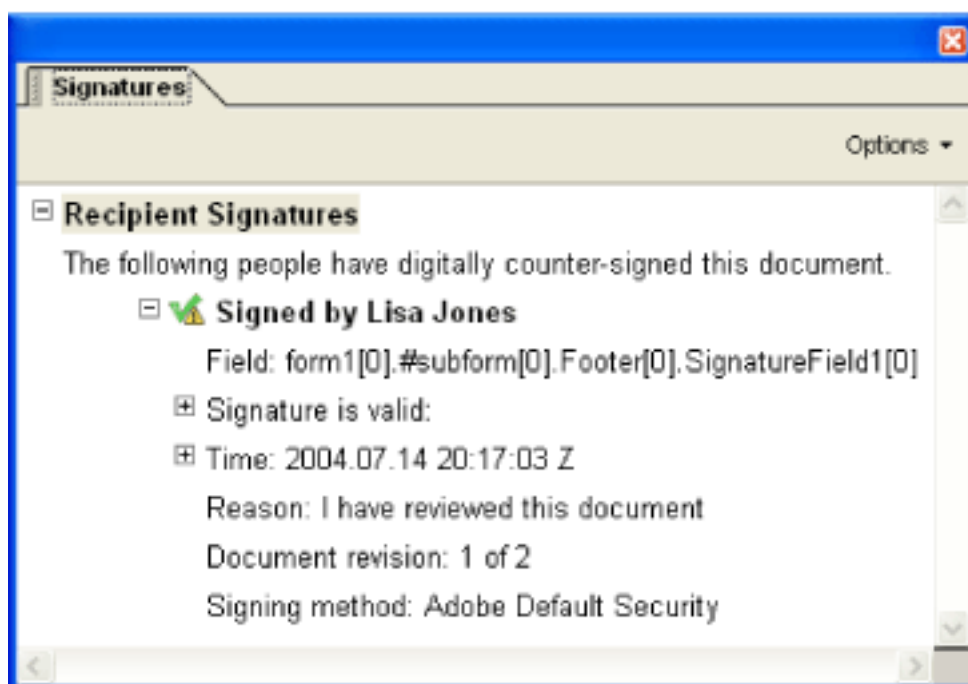 Signatures
Options
Recipient Signatures
The following people have digitally counter-signed this document.
Signed by Lisa Jones
Field: form1[0].#subform[0].Footer[0].SignatureField1[0]
Signature is valid:
Time: 2004.07.14 20:17:03 Z
Reason: I have reviewed this document
Document revision: 1 of 2
Signing method: Adobe Default Security